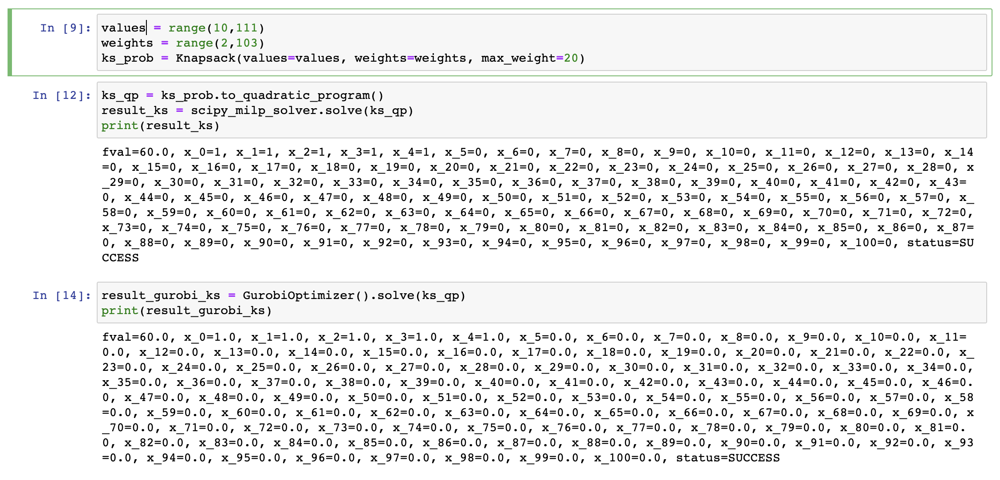 In [9]: values = range(10,111)
weights = range(2,103)
ks_prob = Knapsack(values=values, weights=weights, max_weight=20)
In [12]: ks_qp = ks_prob.to_quadratic_program()
result_ks = scipy_milp_solver.solve(ks_qp)
print(result_ks)
fval=60.0, x_0=1, x_1=1, x_2=1, x_3=1, x_4=1, x_5=0, x_6=0, x_7=0, x_8=0, x_9=0, x_10=0, x_11=0, x_12=0, x_13=0, x_14
=0, x_15=0, x_16=0, x_17=0, x_18=0, x_19=0, x_20=0, x_21=0, x_22=0, x_23=0, x_24=0, x_25=0, x_26=0, x_27=0, x_28=0, x
_29=0, x_30=0, x_31=0, x_32=0, x_33=0, x_34=0, x_35=0, x_36=0, x_37=0, x_38=0, x_39=0, x_40=0, x_41=0, x_42=0, x_43=
0, x_44=0, x_45=0, x_46=0, x_47=0, x_48=0, x_49=0, x_50=0, x_51=0, x_52=0, x_53=0, x_54=0, x_55=0, x_56=0, x_57=0, x_
58=0, x_59=0, x_60=0, x_61=0, x_62=0, x_63=0, x_64=0, x_65=0, x_66=0, x_67=0, x_68=0, x_69=0, x_70=0, x_71=0, x_72=0,
x_73=0, x_74=0, x_75=0, x_76=0, x_77=0, x_78=0, x_79=0, x_80=0, x_81=0, x_82=0, x_83=0, x_84=0, x_85=0, x_86=0, x_87=
0, x_88=0, x_89=0, x_90=0, x_91=0, x_92=0, x_93=0, x_94=0, x_95=0, x_96=0, x_97=0, x_98=0, x_99=0, x_100=0, status=SU
CCESS
In [14]: result_gurobi_ks = GurobiOptimizer().solve(ks_qp)
print(result_gurobi_ks)
fval=60.0, x_0=1.0, x_1=1.0, x_2=1.0, x_3=1.0, x_4=1.0, x_5=0.0, x_6=0.0, x_7=0.0, x_8=0.0, x_9=0.0, x_10=0.0, x_11=
0.0, x_12=0.0, x_13=0.0, x_14=0.0, x_15=0.0, x_16=0.0, x_17=0.0, x_18=0.0, x_19=0.0, x_20=0.0, x_21=0.0, x_22=0.0, x_
23=0.0, x_24=0.0, x_25=0.0, x_26=0.0, x_27=0.0, x_28=0.0, x_29=0.0, x_30=0.0, x_31=0.0, x_32=0.0, x_33=0.0, x_34=0.0,
x_35=0.0, x_36=0.0, x_37=0.0, x_38=0.0, x_39=0.0, x_40=0.0, x_41=0.0, x_42=0.0, x_43=0.0, x_44=0.0, x_45=0.0, x_46=0.
0, x_47=0.0, x_48=0.0, x_49=0.0, x_50=0.0, x_51=0.0, x_52=0.0, x_53=0.0, x_54=0.0, x_55=0.0, x_56=0.0, x_57=0.0, x_58
=0.0, x_59=0.0, x_60=0.0, x_61=0.0, x_62=0.0, x_63=0.0, x_64=0.0, x_65=0.0, x_66=0.0, x_67=0.0, x_68=0.0, x_69=0.0, x
_70=0.0, x_71=0.0, x_72=0.0, x_73=0.0, x_74=0.0, x_75=0.0, x_76=0.0, x_77=0.0, x_78=0.0, x_79=0.0, x_80=0.0, x_81=0.
0, x_82=0.0, x_83=0.0, x_84=0.0, x_85=0.0, x_86=0.0, x_87=0.0, x_88=0.0, x_89=0.0, x_90=0.0, x_91=0.0, x_92=0.0, x_93
=0.0, x_94=0.0, x_95=0.0, x_96=0.0, x_97=0.0, x_98=0.0, x_99=0.0, x_100=0.0, status=SUCCESS